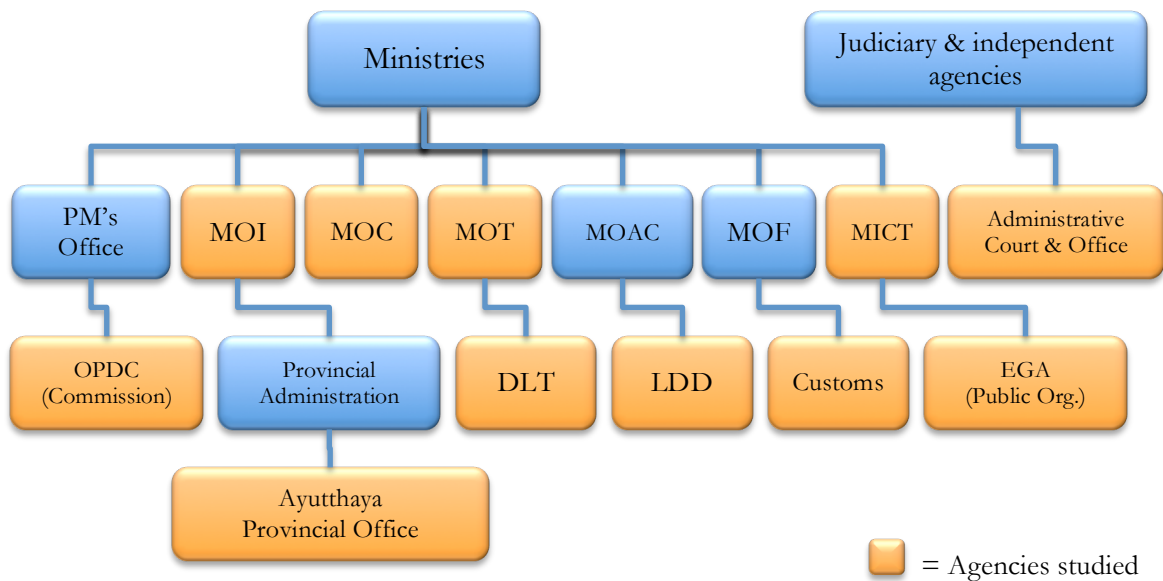 Ministries
Judiciary & independent
agencies
PM's
Office
MOI
MOC
MOT
MOAC
MOF
MICT
Administrative
Court & Office
OPDC
(Commission)
Provincial
Administration
DLT
LDD
Customs
EGA
(Public Org.)
Ayutthaya
Provincial Office
= Agencies studied